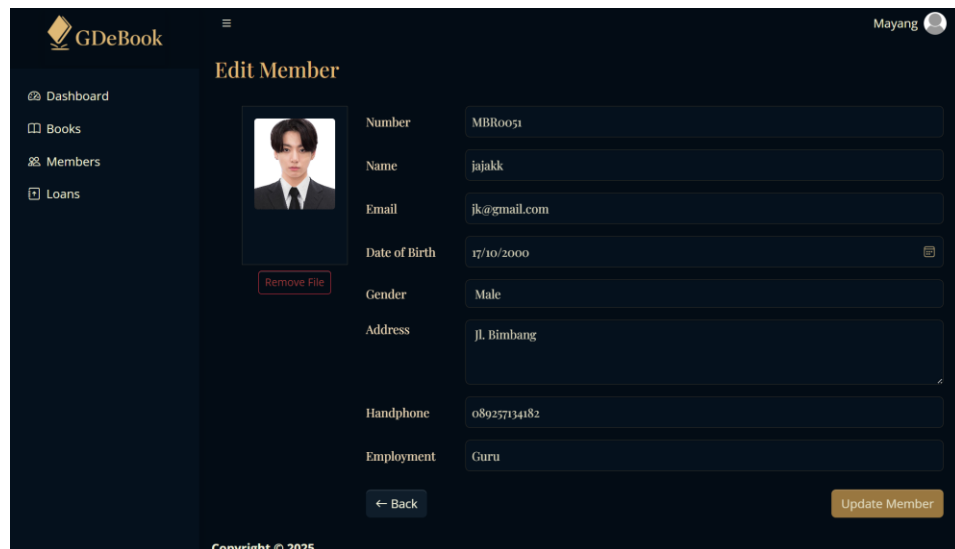 GDeBook
Mayang
Edit Member
Dashboard
Books
Members
Loans
Remove File
Number MBR0051
Name jajakk
Email jk@gmail.com
Date of Birth 17/10/2000
Gender Male
Address Jl. Bimbang
Handphone 089257134182
Employment Guru
← Back
Update Member
Copyright © 2025